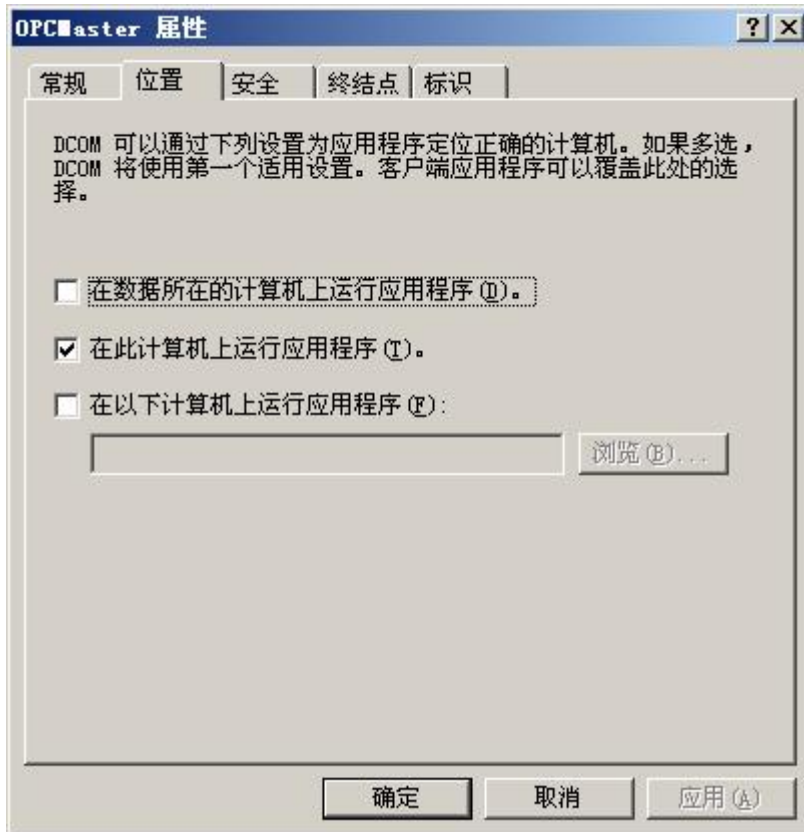 OPCMaster 属性
常规 位置 安全 终结点 标识
DCOM 可以通过下列设置为应用程序定位正确的计算机。如果多选，
DCOM 将使用第一个适用设置。客户端应用程序可以覆盖此处的选
择。
在数据所在的计算机上运行应用程序(D)。
在此计算机上运行应用程序(T)。
在以下计算机上运行应用程序(F):
浏览(B)...
确定 取消 应用(A)